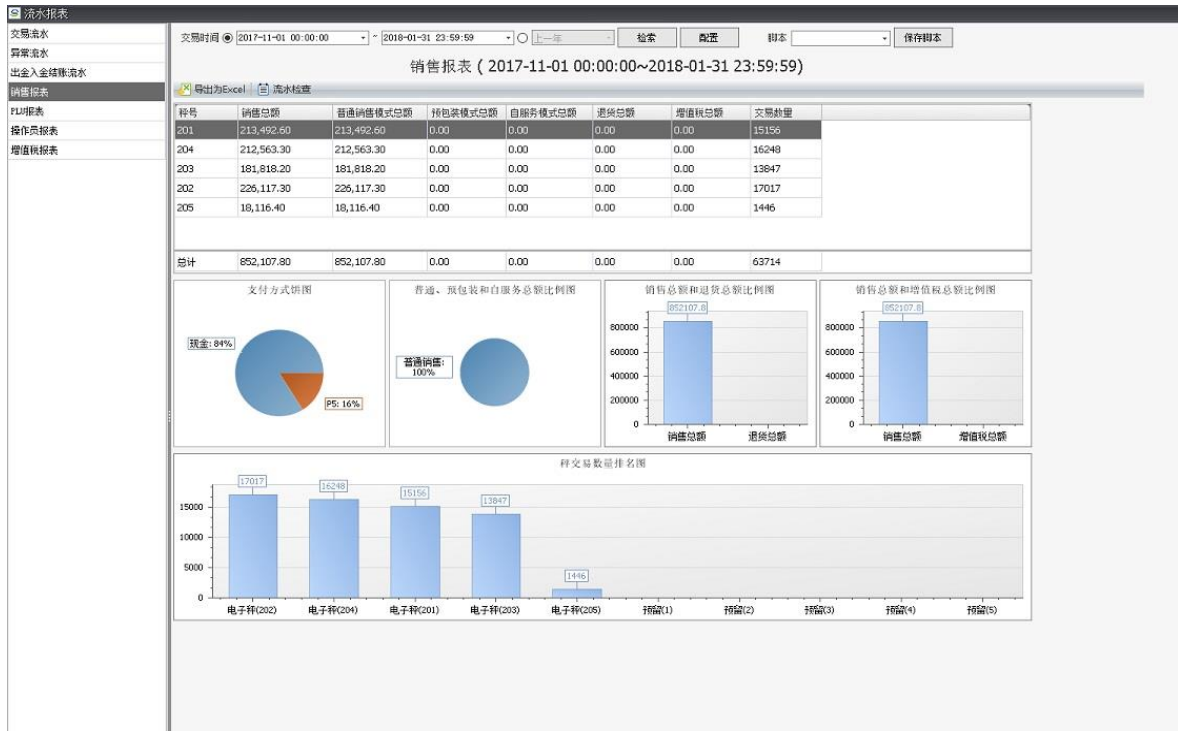 流水报表
交易流水
异常流水
出金入金结账流水
销售报表
PLU报表
操作员报表
增值税报表
交易时间 2017-11-01 00:00:00 ~ 2018-01-31 23:59:59 上一年 检索 配置 脚本 保存脚本
销售报表 ( 2017-11-01 00:00:00~2018-01-31 23:59:59)
导出为Excel 流水检查
秤号 销售总额 普通销售模式总额 预包装模式总额 自服务模式总额 退货总额 增值税总额 交易数量
201 213,492.60 213,492.60 0.00 0.00 0.00 0.00 15156
204 212,563.30 212,563.30 0.00 0.00 0.00 0.00 16248
203 181,818.20 181,818.20 0.00 0.00 0.00 0.00 13847
202 226,117.30 226,117.30 0.00 0.00 0.00 0.00 17017
205 18,116.40 18,116.40 0.00 0.00 0.00 0.00 1446
总计 852,107.80 852,107.80 0.00 0.00 0.00 0.00 63714
支付方式饼图
现金: 84%
P5: 16%
普通、预包装和自服务总额比例图
普通销售:
100%
销售总额和退货总额比例图
852107.8
800000
600000
400000
200000
0
销售总额 退货总额
销售总额和增值税总额比例图
852107.8
800000
600000
400000
200000
0
销售总额 增值税总额
秤交易数量排名图
17017 16248 15156 13847 1446
15000
10000
5000
0
电子秤(202) 电子秤(204) 电子秤(201) 电子秤(203) 电子秤(205) 预留(1) 预留(2) 预留(3) 预留(4) 预留(5)